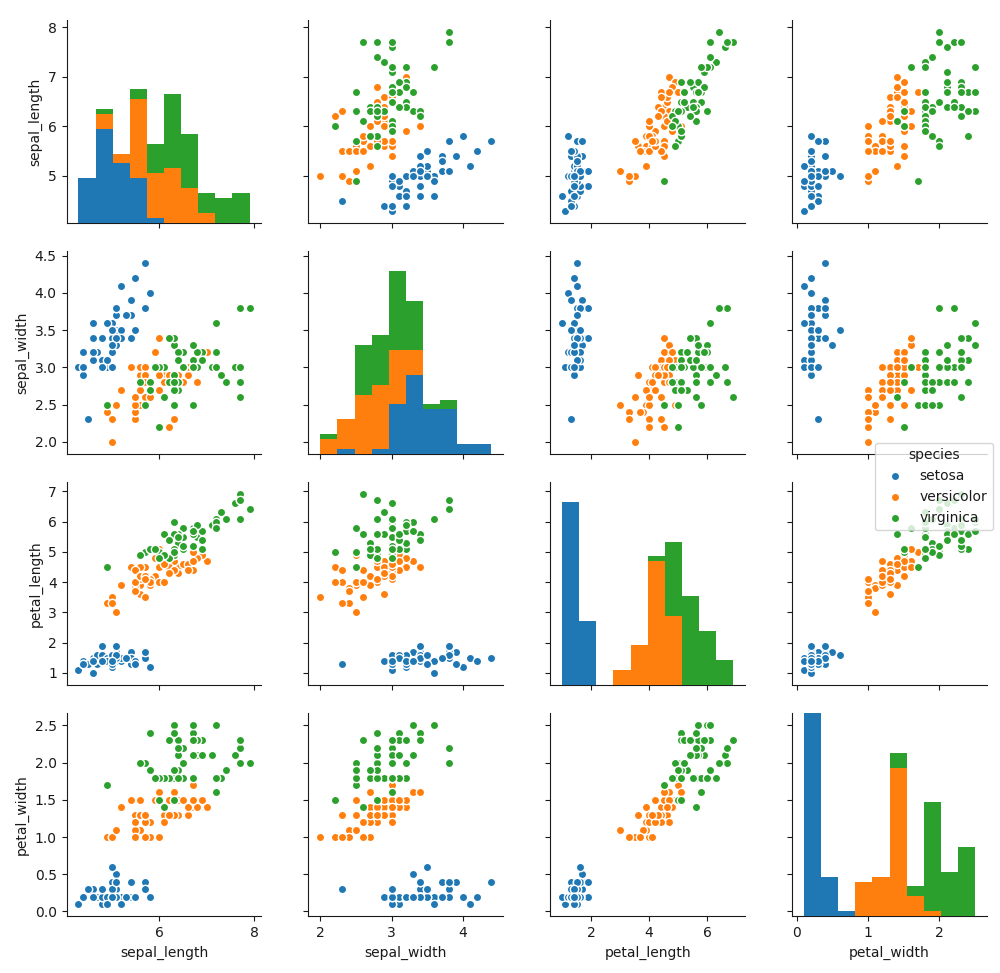 8
7
6
5
sepal_length
4.5
4.0
3.5
3.0
2.5
2.0
sepal_width
species
setosa
versicolor
virginica
7
6
5
4
3
2
1
petal_length
2.5
2.0
1.5
1.0
0.5
0.0
petal_width
6 8
sepal_length
2 4
sepal_width
2 4 6
petal_length
0 1 2
petal_width